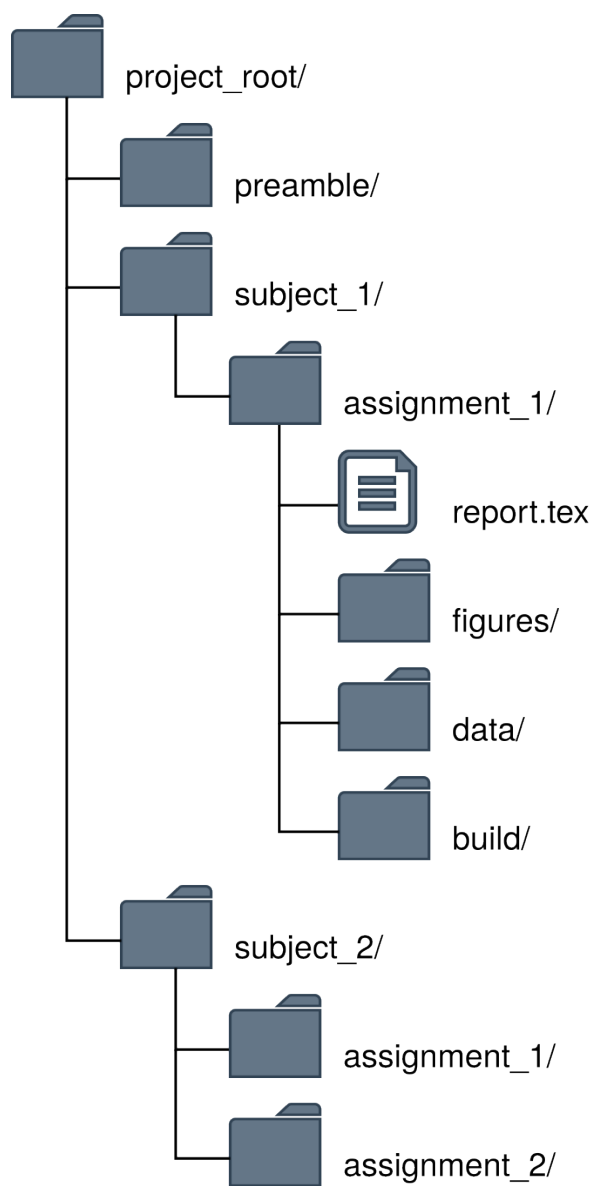 project_root/
preamble/
subject_1/
assignment_1/
report.tex
figures/
data/
build/
subject_2/
assignment_1/
assignment_2/